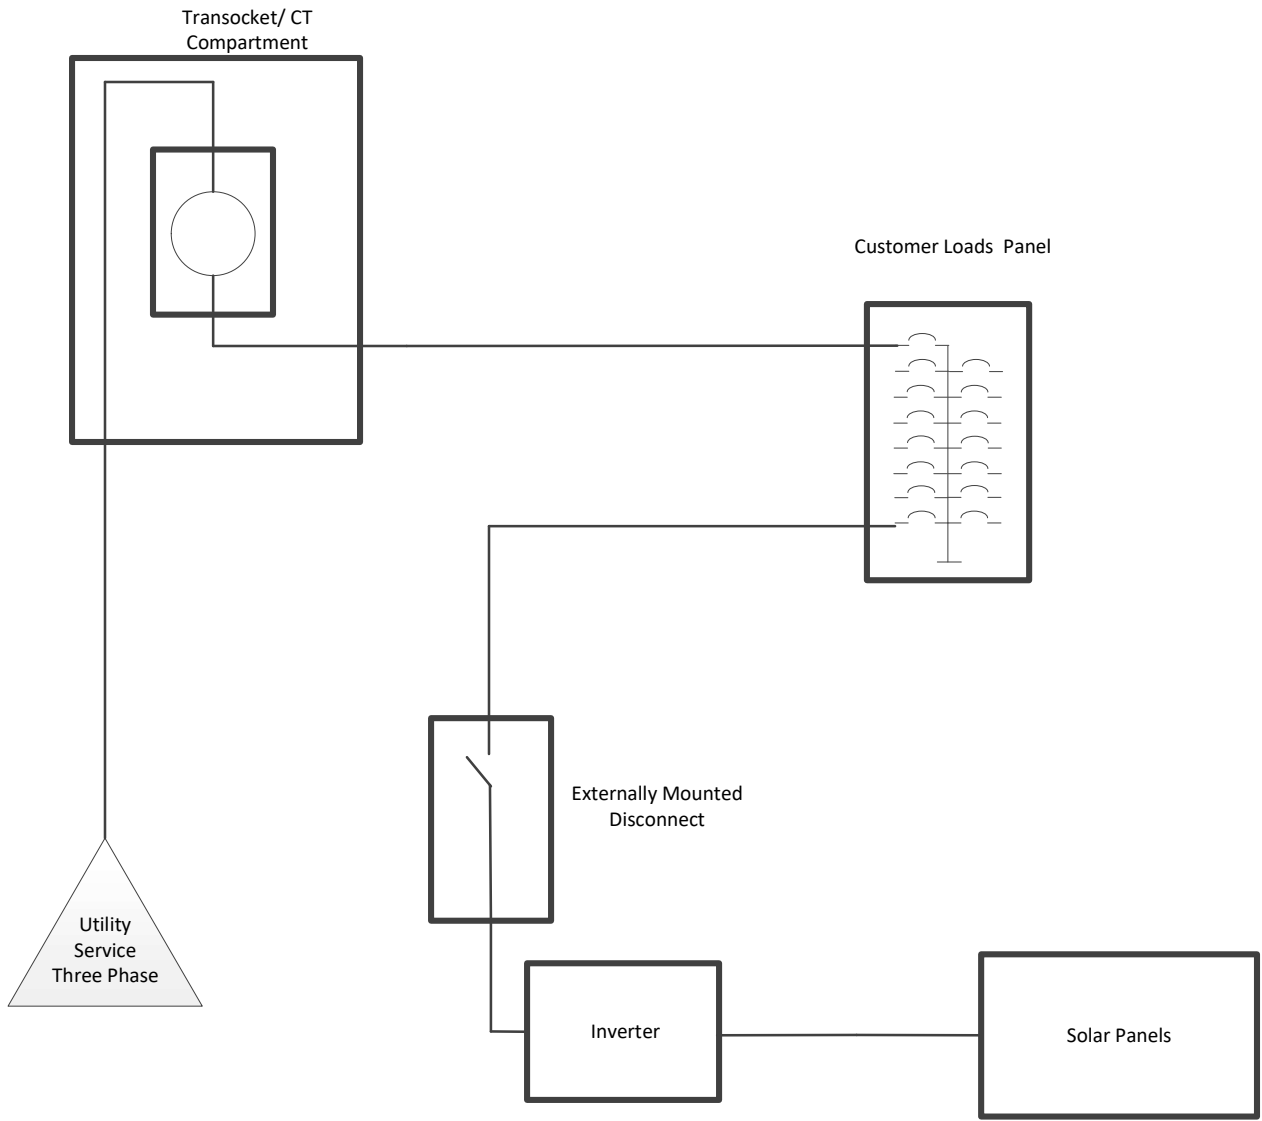 Transocket/ CT
Compartment
Customer Loads  Panel
Externally Mounted
Disconnect
Utility
Service
Three Phase
Inverter
Solar Panels